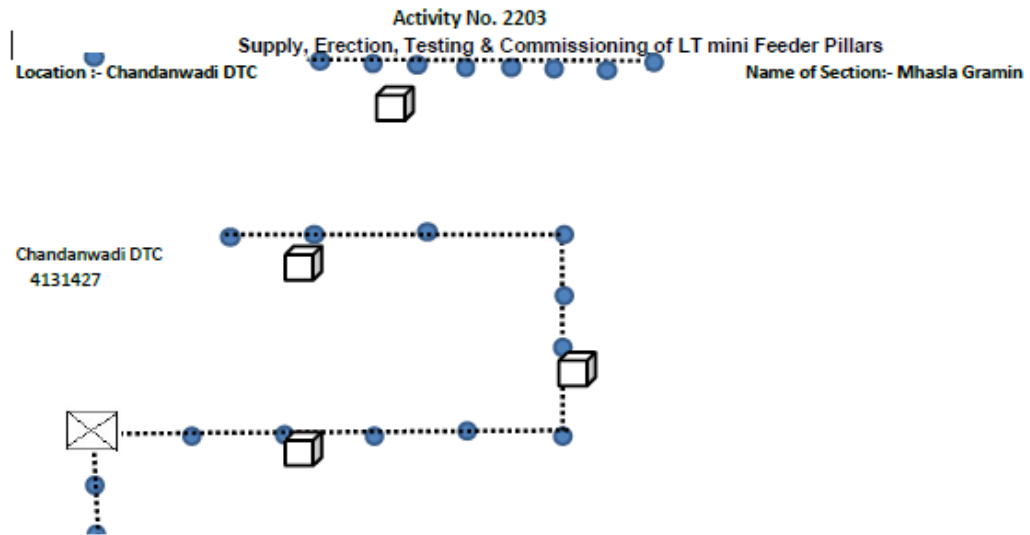 Activity No. 2203
Supply, Erection, Testing & Commissioning of LT mini Feeder Pillars
Location :- Chandanwadi DTC
Name of Section:- Mhasla Gramin
Chandanwadi DTC
4131427